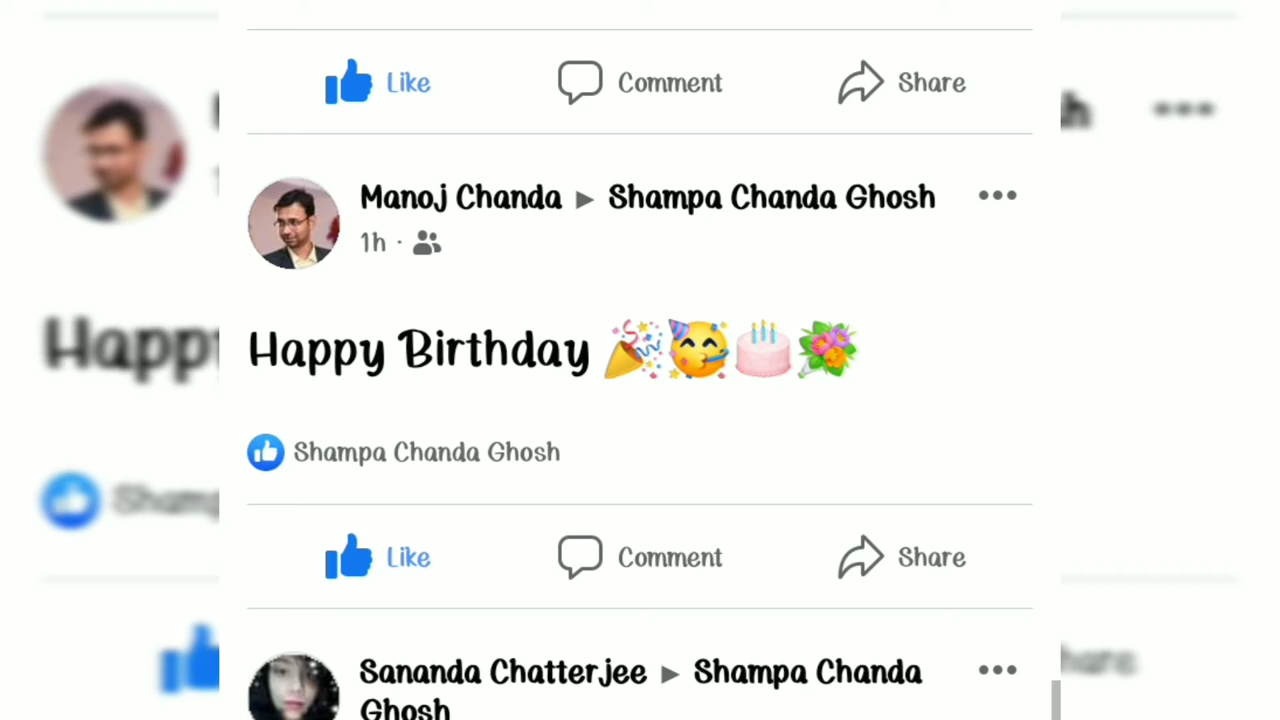 Like Comment Share
Manoj Chanda ▸ Shampa Chanda Ghosh
1h ·
Happy Birthday 🎉🥳🎂💐
Shampa Chanda Ghosh
Like Comment Share
Sananda Chatterjee ▸ Shampa Chanda
Ghosh